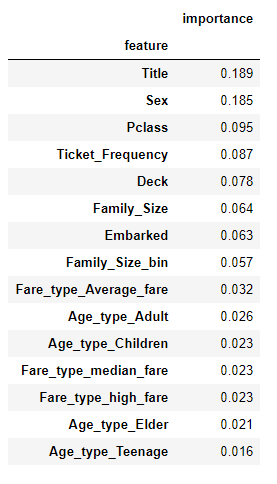 importance
feature
Title 0.189
Sex 0.185
Pclass 0.095
Ticket_Frequency 0.087
Deck 0.078
Family_Size 0.064
Embarked 0.063
Family_Size_bin 0.057
Fare_type_Average_fare 0.032
Age_type_Adult 0.026
Age_type_Children 0.023
Fare_type_median_fare 0.023
Fare_type_high_fare 0.023
Age_type_Elder 0.021
Age_type_Teenage 0.016